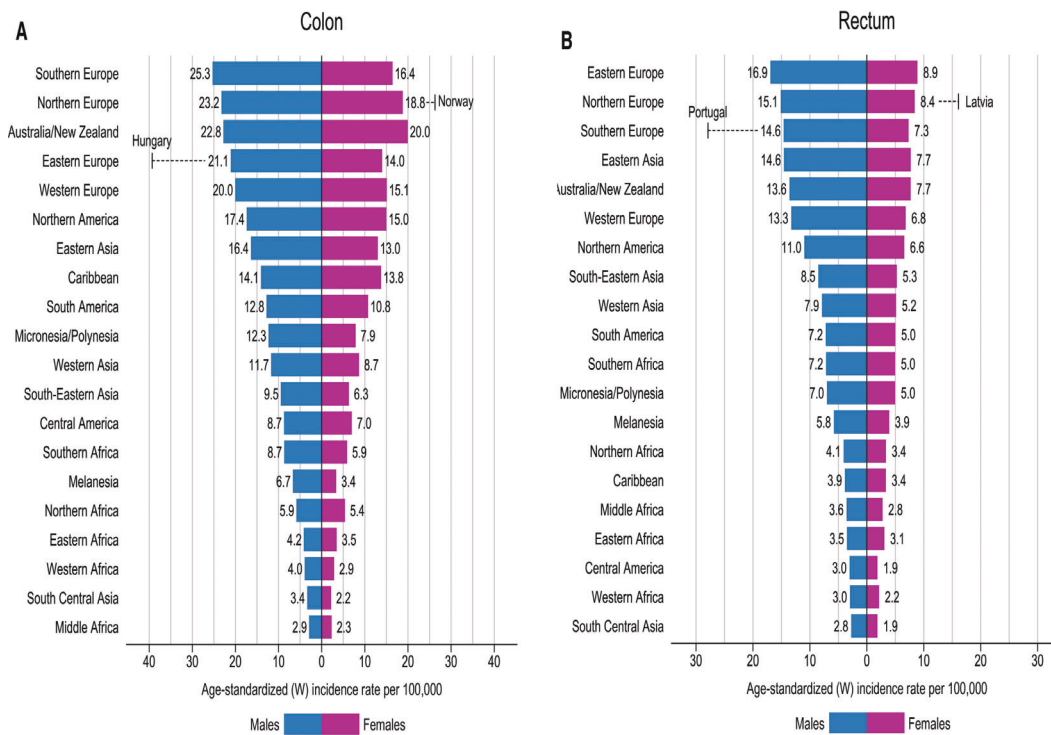 A
Colon
Southern Europe 25.3 16.4
Northern Europe 23.2 18.8 Norway
Australia/New Zealand 22.8 20.0
Hungary
Eastern Europe 21.1 14.0
Western Europe 20.0 15.1
Northern America 17.4 15.0
Eastern Asia 16.4 13.0
Caribbean 14.1 13.8
South America 12.8 10.8
Micronesia/Polynesia 12.3 7.9
Western Asia 11.7 8.7
South-Eastern Asia 9.5 6.3
Central America 8.7 7.0
Southern Africa 8.7 5.9
Melanesia 6.7 3.4
Northern Africa 5.9 5.4
Eastern Africa 4.2 3.5
Western Africa 4.0 2.9
South Central Asia 3.4 2.2
Middle Africa 2.9 2.3
40 30 20 10 0 10 20 30 40
Age-standardized (W) incidence rate per 100,000
Males Females
B
Rectum
Eastern Europe 16.9 8.9
Northern Europe 15.1 8.4 Latvia
Portugal
Southern Europe 14.6 7.3
Eastern Asia 14.6 7.7
Australia/New Zealand 13.6 7.7
Western Europe 13.3 6.8
Northern America 11.0 6.6
South-Eastern Asia 8.5 5.3
Western Asia 7.9 5.2
South America 7.2 5.0
Southern Africa 7.2 5.0
Micronesia/Polynesia 7.0 5.0
Melanesia 5.8 3.9
Northern Africa 4.1 3.4
Caribbean 3.9 3.4
Middle Africa 3.6 2.8
Eastern Africa 3.5 3.1
Central America 3.0 1.9
Western Africa 3.0 2.2
South Central Asia 2.8 1.9
30 20 10 0 10 20 30
Age-standardized (W) incidence rate per 100,000
Males Females